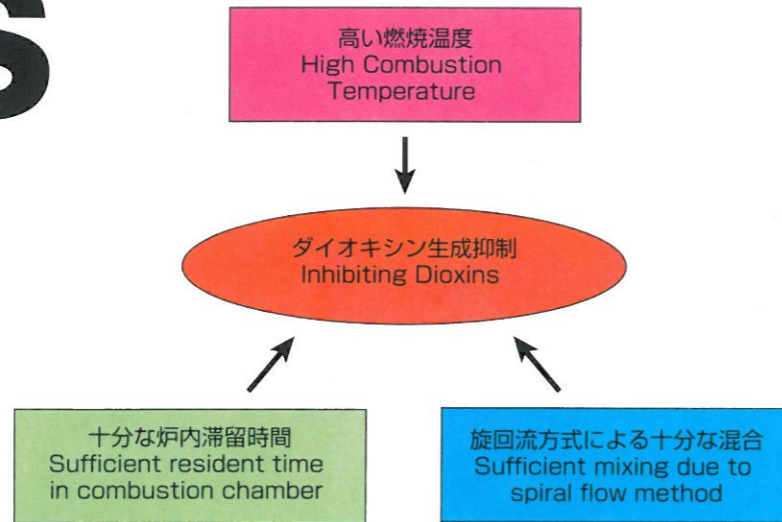 S
高い燃焼温度
High Combustion
Temperature
ダイオキシン生成抑制
Inhibiting Dioxins
十分な炉内滞留時間
Sufficient resident time
in combustion chamber
旋回流方式による十分な混合
Sufficient mixing due to
spiral flow method